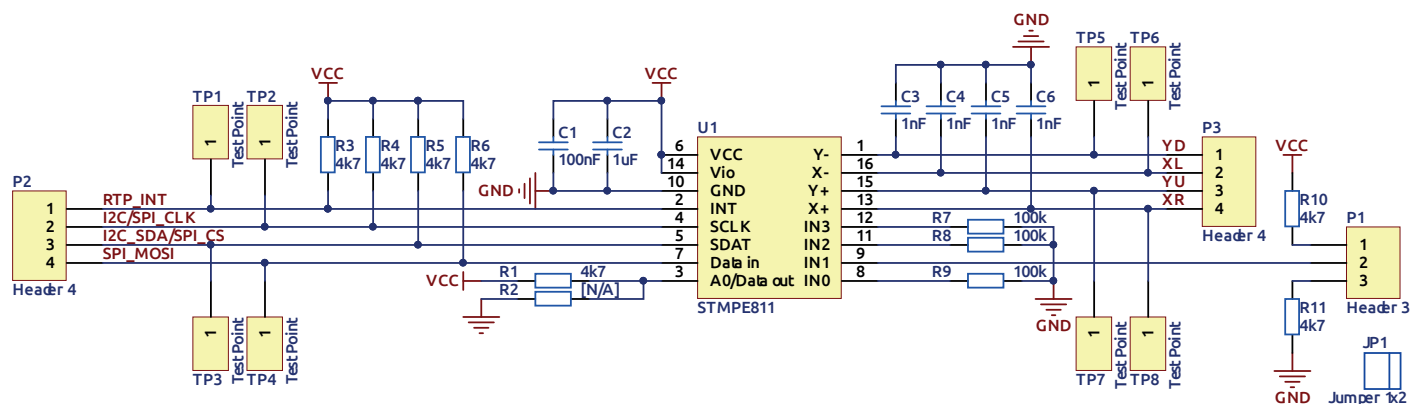 GND
TP5
TP6
1
Test Point
1
Test Point
VCC
VCC
TP1
TP2
1
Test Point
1
Test Point
R3
4k7
R4
4k7
R5
4k7
R6
4k7
C1
100nF
C2
1uF
C3
1nF
C4
1nF
C5
1nF
C6
1nF
U1
6 VCC Y- 1
14 Vio X- 16
10 GND Y+ 15
2 INT X+ 13
4 SCLK IN3 12
5 SDAT IN2 11
7 Data in IN1 9
3 A0/Data out IN0 8
STMPE811
GND
P2
1 RTP_INT
2 I2C/SPI_CLK
3 I2C_SDA/SPI_CS
4 SPI_MOSI
Header 4
VCC
R1 4k7
R2 [N/A]
R7 100k
R8 100k
R9 100k
GND
P3
YD 1
XL 2
YU 3
XR 4
Header 4
VCC
R10
4k7
P1
1
2
3
Header 3
R11
4k7
GND
JP1
Jumper 1x2
1
TP3
Test Point
1
TP4
Test Point
1
TP7
Test Point
1
TP8
Test Point